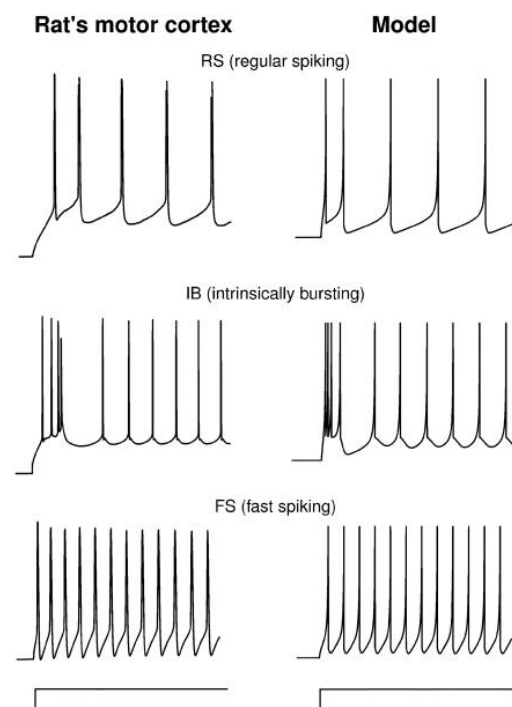 Rat's motor cortex
Model
RS (regular spiking)
IB (intrinsically bursting)
FS (fast spiking)